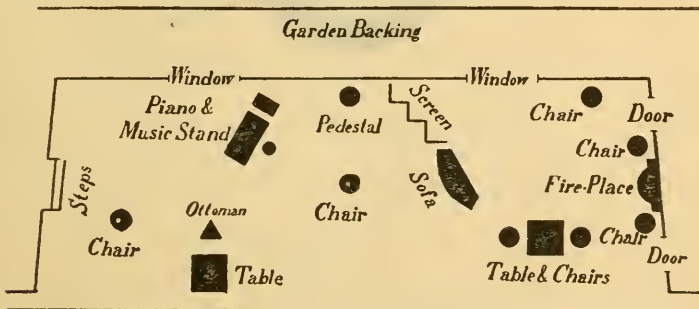 Garden Backing
Window
Window
Piano &
Music Stand
Pedestal
Screen
Chair
Door
Chair
Fire-Place
Sofa
Steps
Chair
Ottoman
Chair
Table
Table & Chairs
Chair
Door